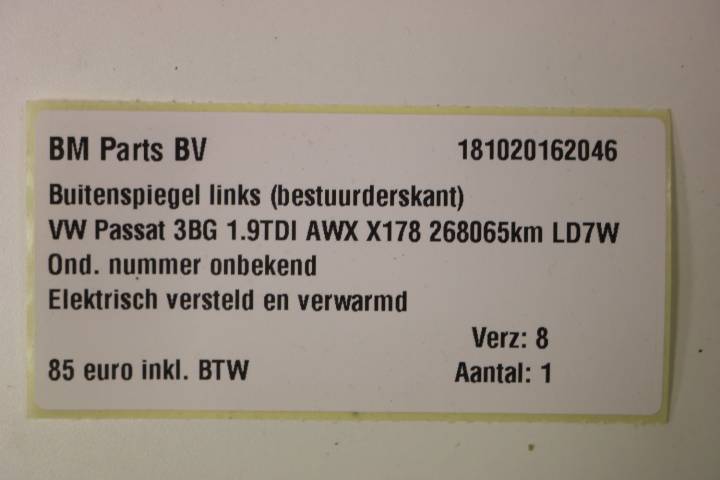 BM Parts BV 181020162046
Buitenspiegel links (bestuurderskant)
VW Passat 3BG 1.9TDI AWX X178 268065km LD7W
Ond. nummer onbekend
Elektrisch versteld en verwarmd
Verz: 8
85 euro inkl. BTW Aantal: 1